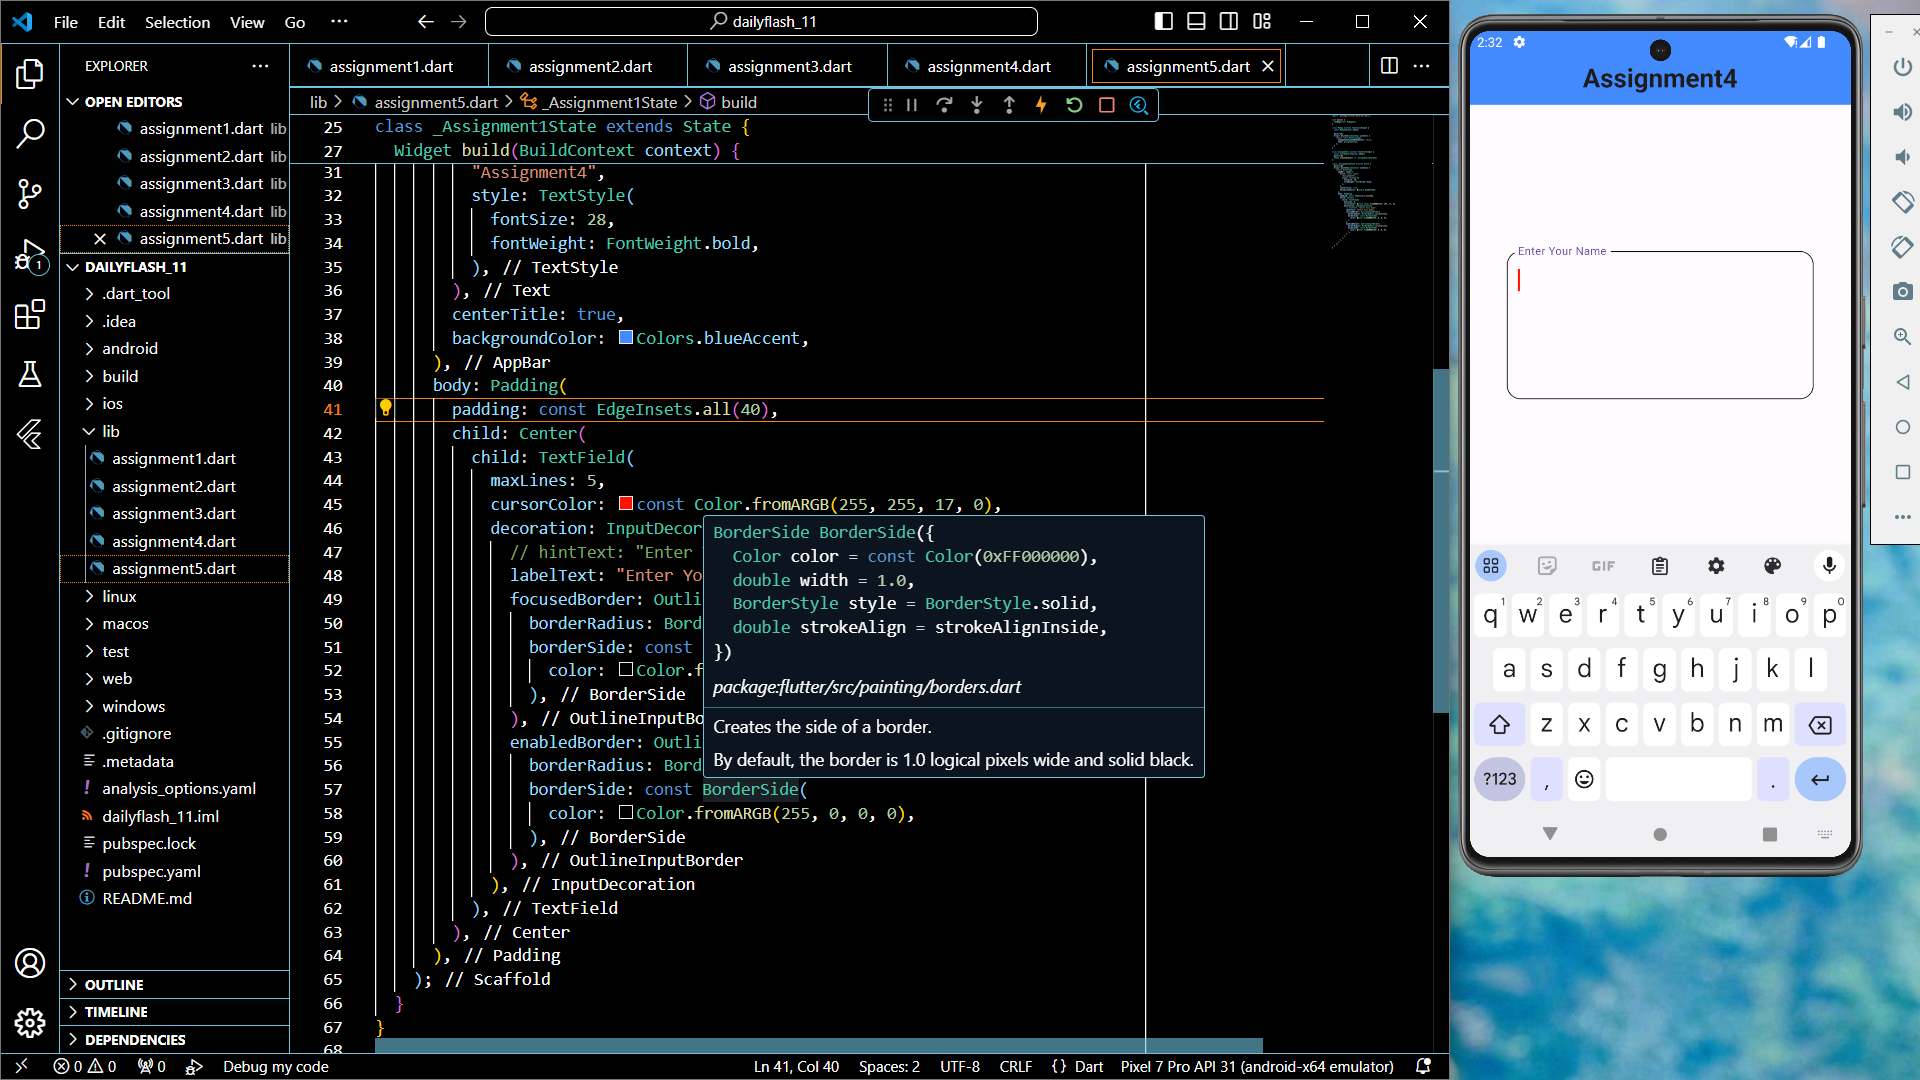 File Edit Selection View Go ···
dailyflash_11
EXPLORER
OPEN EDITORS
assignment1.dart lib
assignment2.dart lib
assignment3.dart lib
assignment4.dart lib
assignment5.dart lib
DAILYFLASH_11
.dart_tool
.idea
android
build
ios
lib
assignment1.dart
assignment2.dart
assignment3.dart
assignment4.dart
assignment5.dart
linux
macos
test
web
windows
.gitignore
.metadata
analysis_options.yaml
dailyflash_11.iml
pubspec.lock
pubspec.yaml
README.md
OUTLINE
TIMELINE
DEPENDENCIES
1
assignment1.dart assignment2.dart assignment3.dart assignment4.dart assignment5.dart
lib > assignment5.dart > _Assignment1State > build
25 class _Assignment1State extends State {
27 Widget build(BuildContext context) {
31 "Assignment4",
32 style: TextStyle(
33 fontSize: 28,
34 fontWeight: FontWeight.bold,
35 ), // TextStyle
36 ), // Text
37 centerTitle: true,
38 backgroundColor: Colors.blueAccent,
39 ), // AppBar
40 body: Padding(
41 padding: const EdgeInsets.all(40),
42 child: Center(
43 child: TextField(
44 maxLines: 5,
45 cursorColor: const Color.fromARGB(255, 255, 17, 0),
46 decoration: InputDecor
47 // hintText: "Enter
48 labelText: "Enter Yo
49 focusedBorder: Outli
50 borderRadius: Bord
51 borderSide: const
52 color: Color.f
53 ), // BorderSide
54 ), // OutlineInputBo
55 enabledBorder: Outli
56 borderRadius: Bord
57 borderSide: const BorderSide(
58 color: Color.fromARGB(255, 0, 0, 0),
59 ), // BorderSide
60 ), // OutlineInputBorder
61 ), // InputDecoration
62 ), // TextField
63 ), // Center
64 ), // Padding
65 ); // Scaffold
66 }
67 }
68
BorderSide BorderSide({
Color color = const Color(0xFF000000),
double width = 1.0,
BorderStyle style = BorderStyle.solid,
double strokeAlign = strokeAlignInside,
})
package:flutter/src/painting/borders.dart
Creates the side of a border.
By default, the border is 1.0 logical pixels wide and solid black.
0 0 0 Debug my code Ln 41, Col 40 Spaces: 2 UTF-8 CRLF {} Dart Pixel 7 Pro API 31 (android-x64 emulator)
2:32
Assignment4
Enter Your Name
GIF
q1 w2 e3 r4 t5 y6 u7 i8 o9 p0
a s d f g h j k l
z x c v b n m
?123 , .